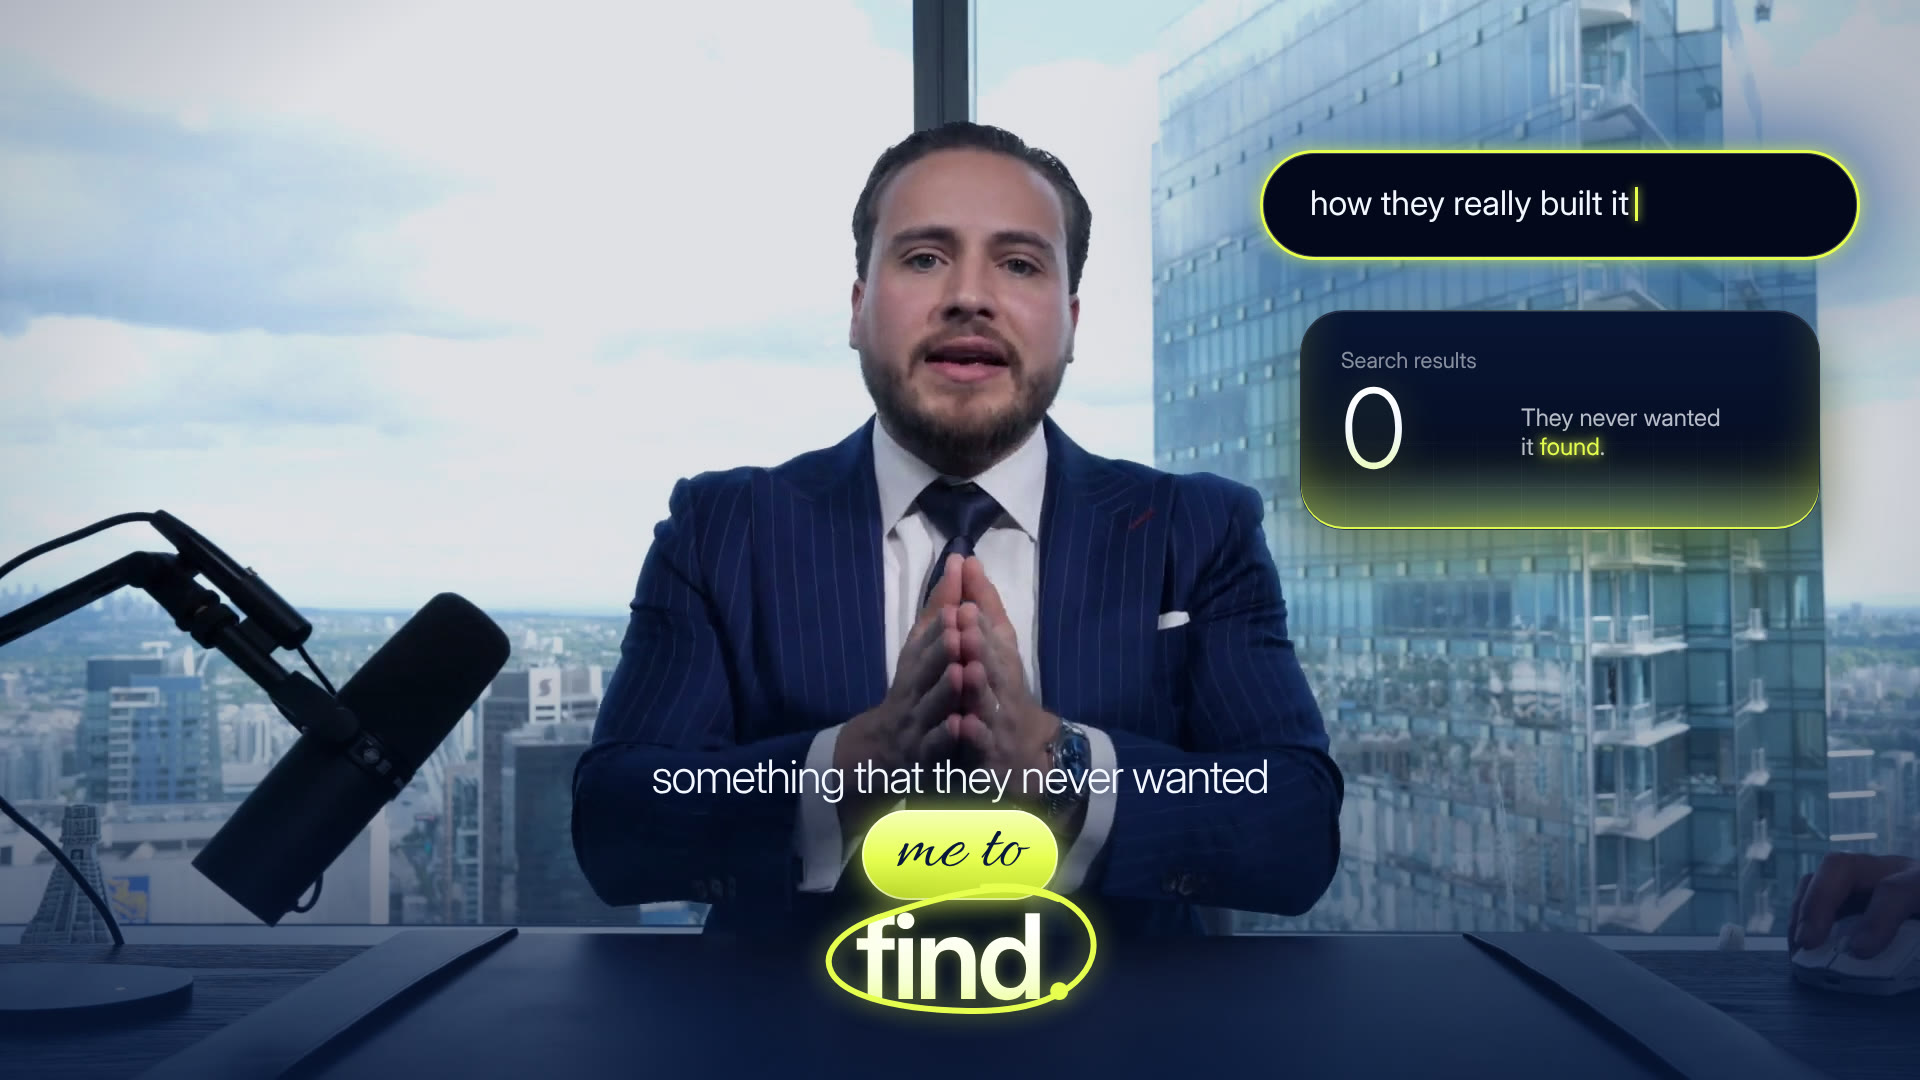 how they really built it
Search results
0
They never wanted
it found.
something that they never wanted
me to
find.